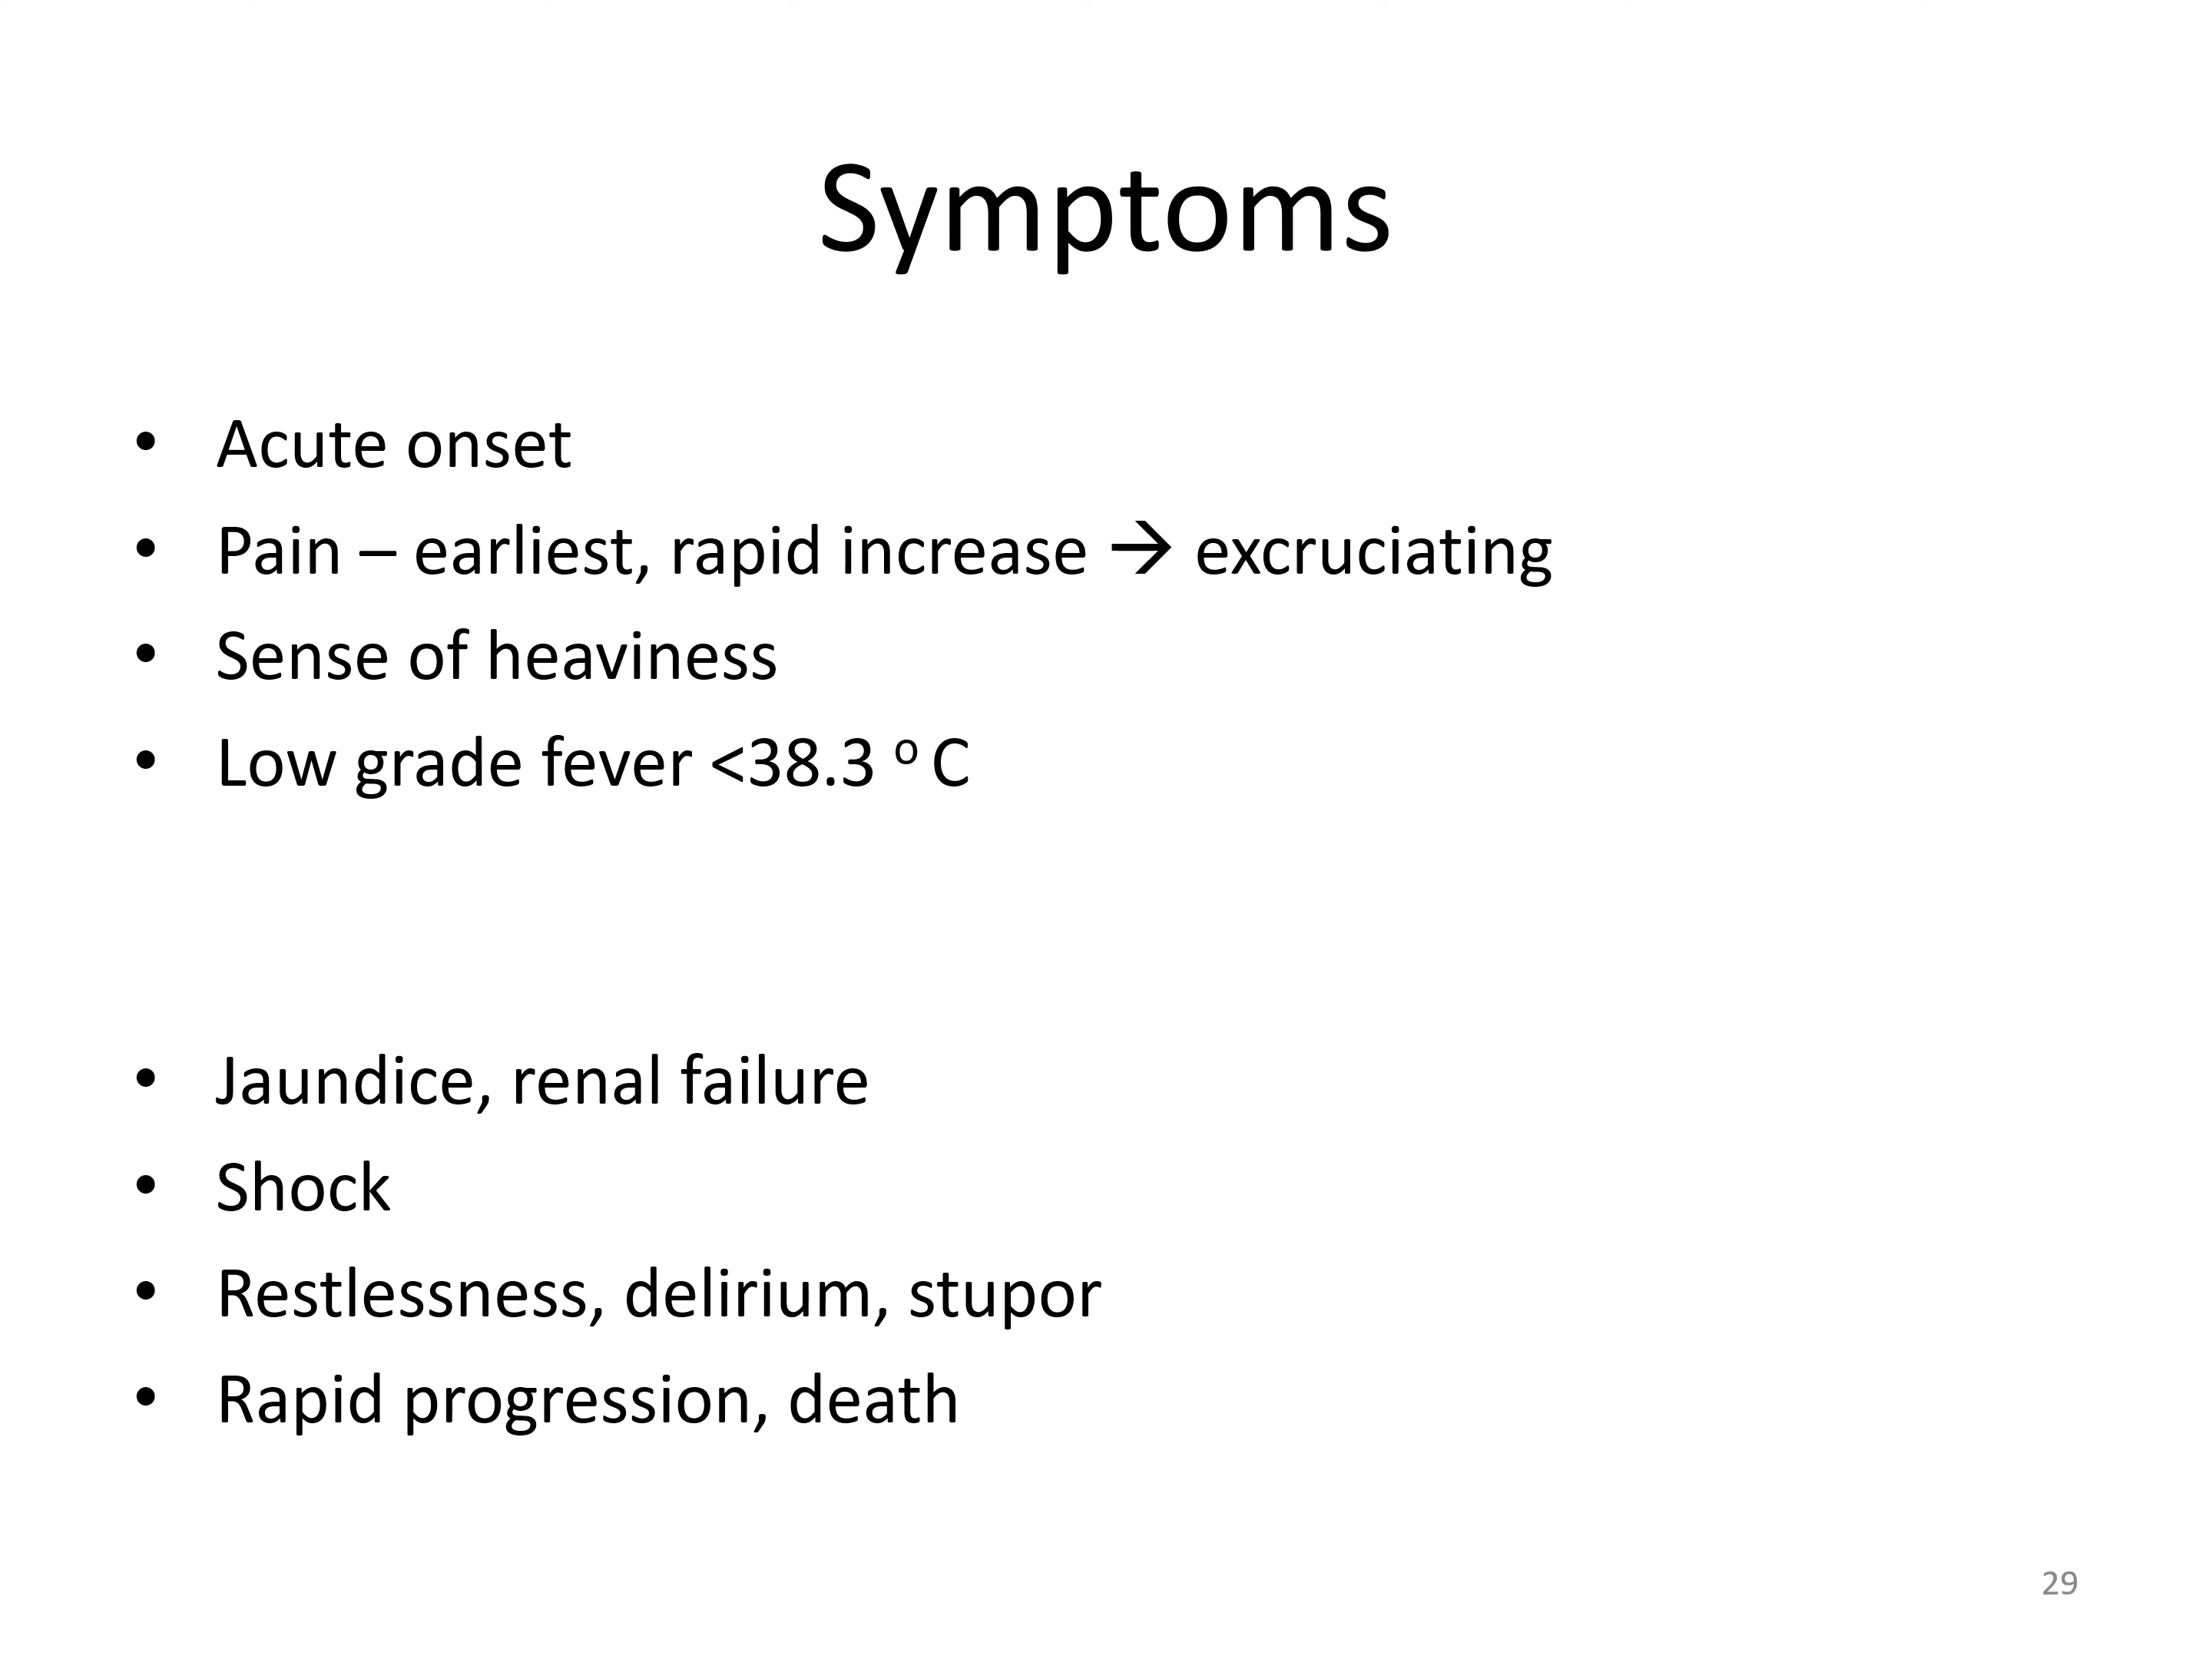 Symptoms
• Acute onset
• Pain – earliest, rapid increase → excruciating
• Sense of heaviness
• Low grade fever <38.3 ᵒ C
• Jaundice, renal failure
• Shock
• Restlessness, delirium, stupor
• Rapid progression, death
29